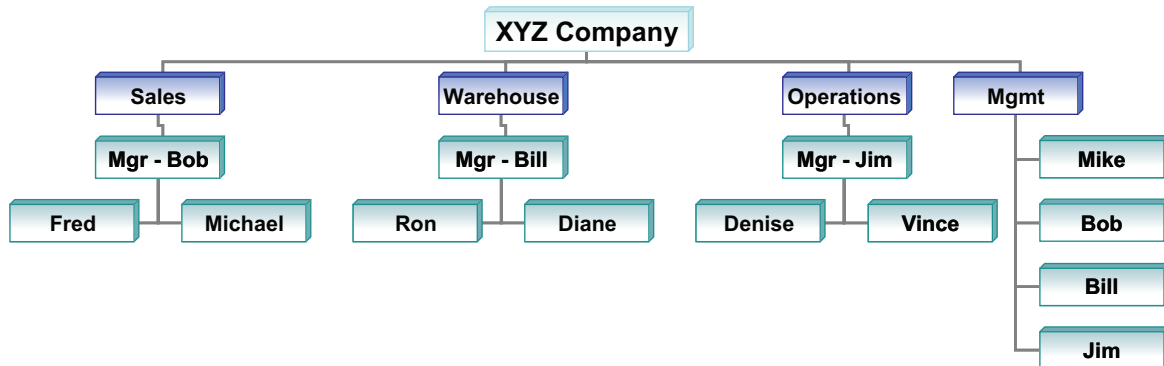 XYZ Company
Sales
Warehouse
Operations
Mgmt
Mgr - Bob
Mgr - Bill
Mgr - Jim
Mike
Fred
Michael
Ron
Diane
Denise
Vince
Bob
Bill
Jim